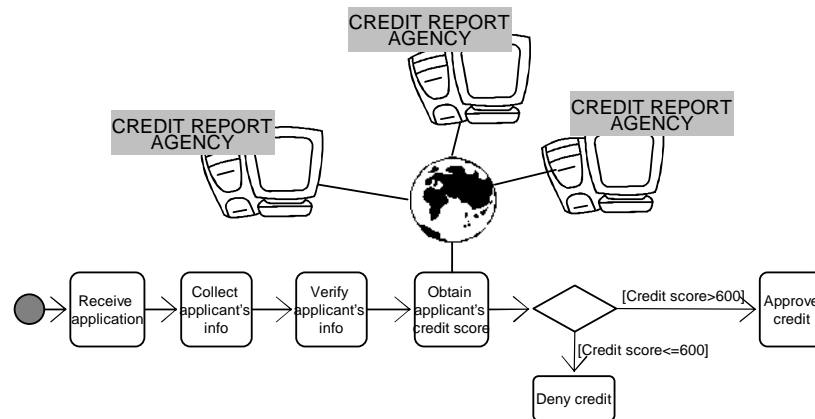 CREDIT REPORT
AGENCY
CREDIT REPORT
AGENCY
CREDIT REPORT
AGENCY
Receive
application
Collect
applicant's
info
Verify
applicant's
info
Obtain
applicant's
credit score
[Credit score>600]
Approve
credit
[Credit score<=600]
Deny credit